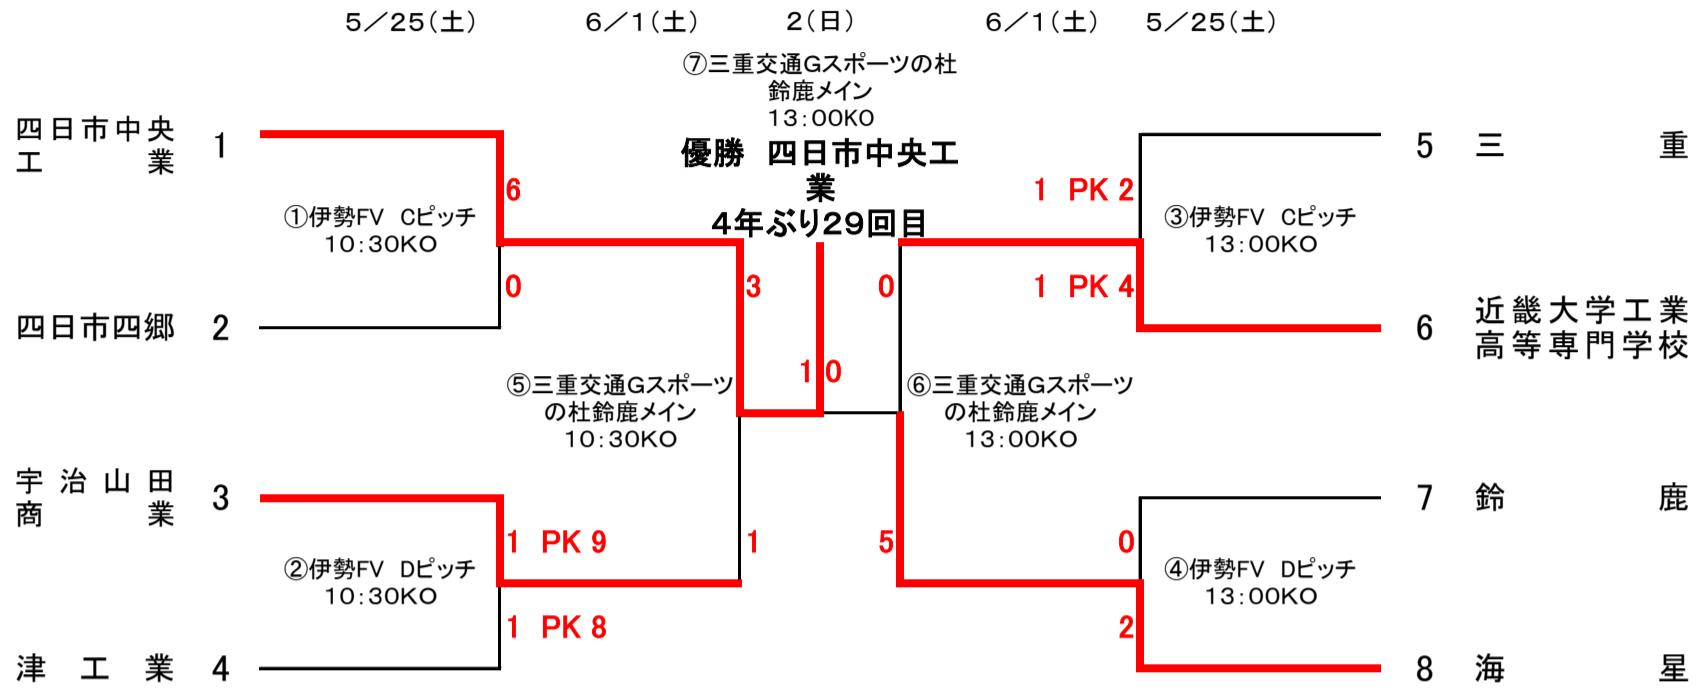 5／25(土) 6／1(土) 2(日) 6／1(土) 5／25(土)
⑦三重交通Gスポーツの杜
鈴鹿メイン
13:00KO
優勝 四日市中央工
業
4年ぶり29回目
四日市中央
工業
1
6
①伊勢FV Cピッチ
10:30KO
0
四日市四郷 2
3
⑤三重交通Gスポーツ
の杜鈴鹿メイン
10:30KO
1
宇治山田
商業
3
1 PK 9
②伊勢FV Dピッチ
10:30KO
1 PK 8
津工業 4
1 0
5 三重
1 PK 2
③伊勢FV Cピッチ
13:00KO
1 PK 4
6 近畿大学工業
高等専門学校
0
⑥三重交通Gスポーツ
の杜鈴鹿メイン
13:00KO
5
7 鈴鹿
0
④伊勢FV Dピッチ
13:00KO
2
8 海星